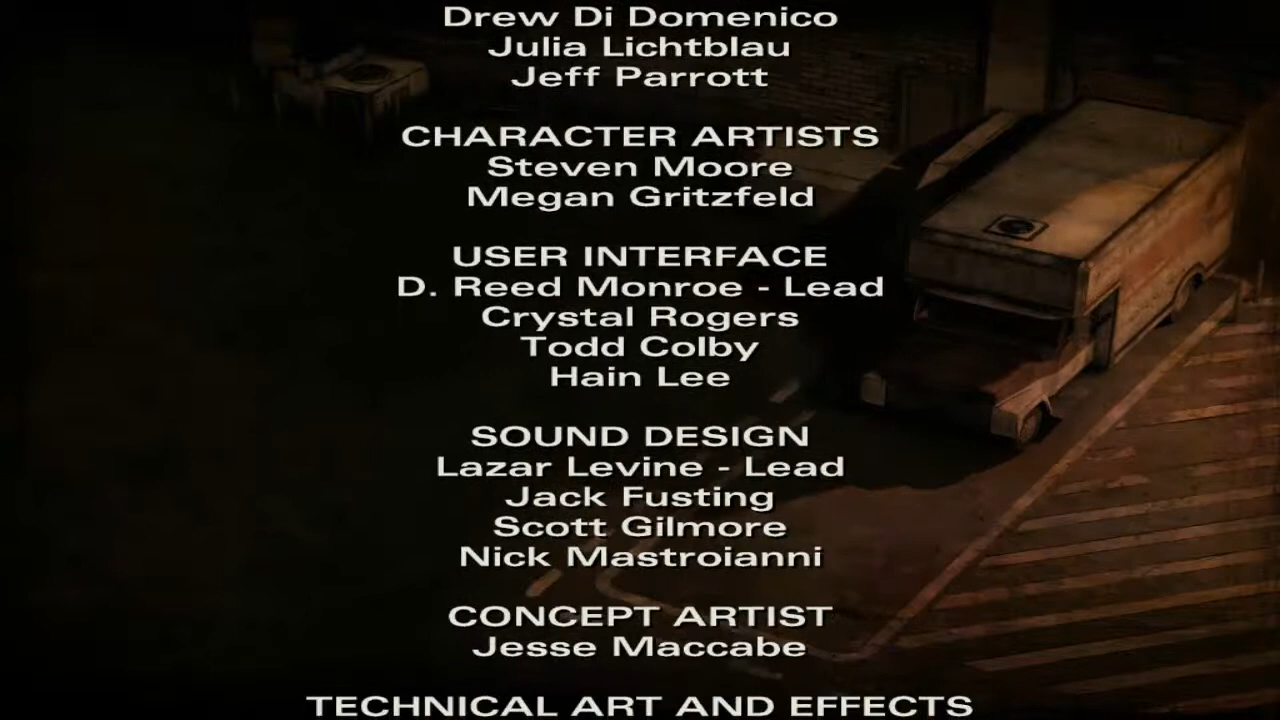 Drew Di Domenico
Julia Lichtblau
Jeff Parrott
CHARACTER ARTISTS
Steven Moore
Megan Gritzfeld
USER INTERFACE
D. Reed Monroe - Lead
Crystal Rogers
Todd Colby
Hain Lee
SOUND DESIGN
Lazar Levine - Lead
Jack Fusting
Scott Gilmore
Nick Mastroianni
CONCEPT ARTIST
Jesse Maccabe
TECHNICAL ART AND EFFECTS